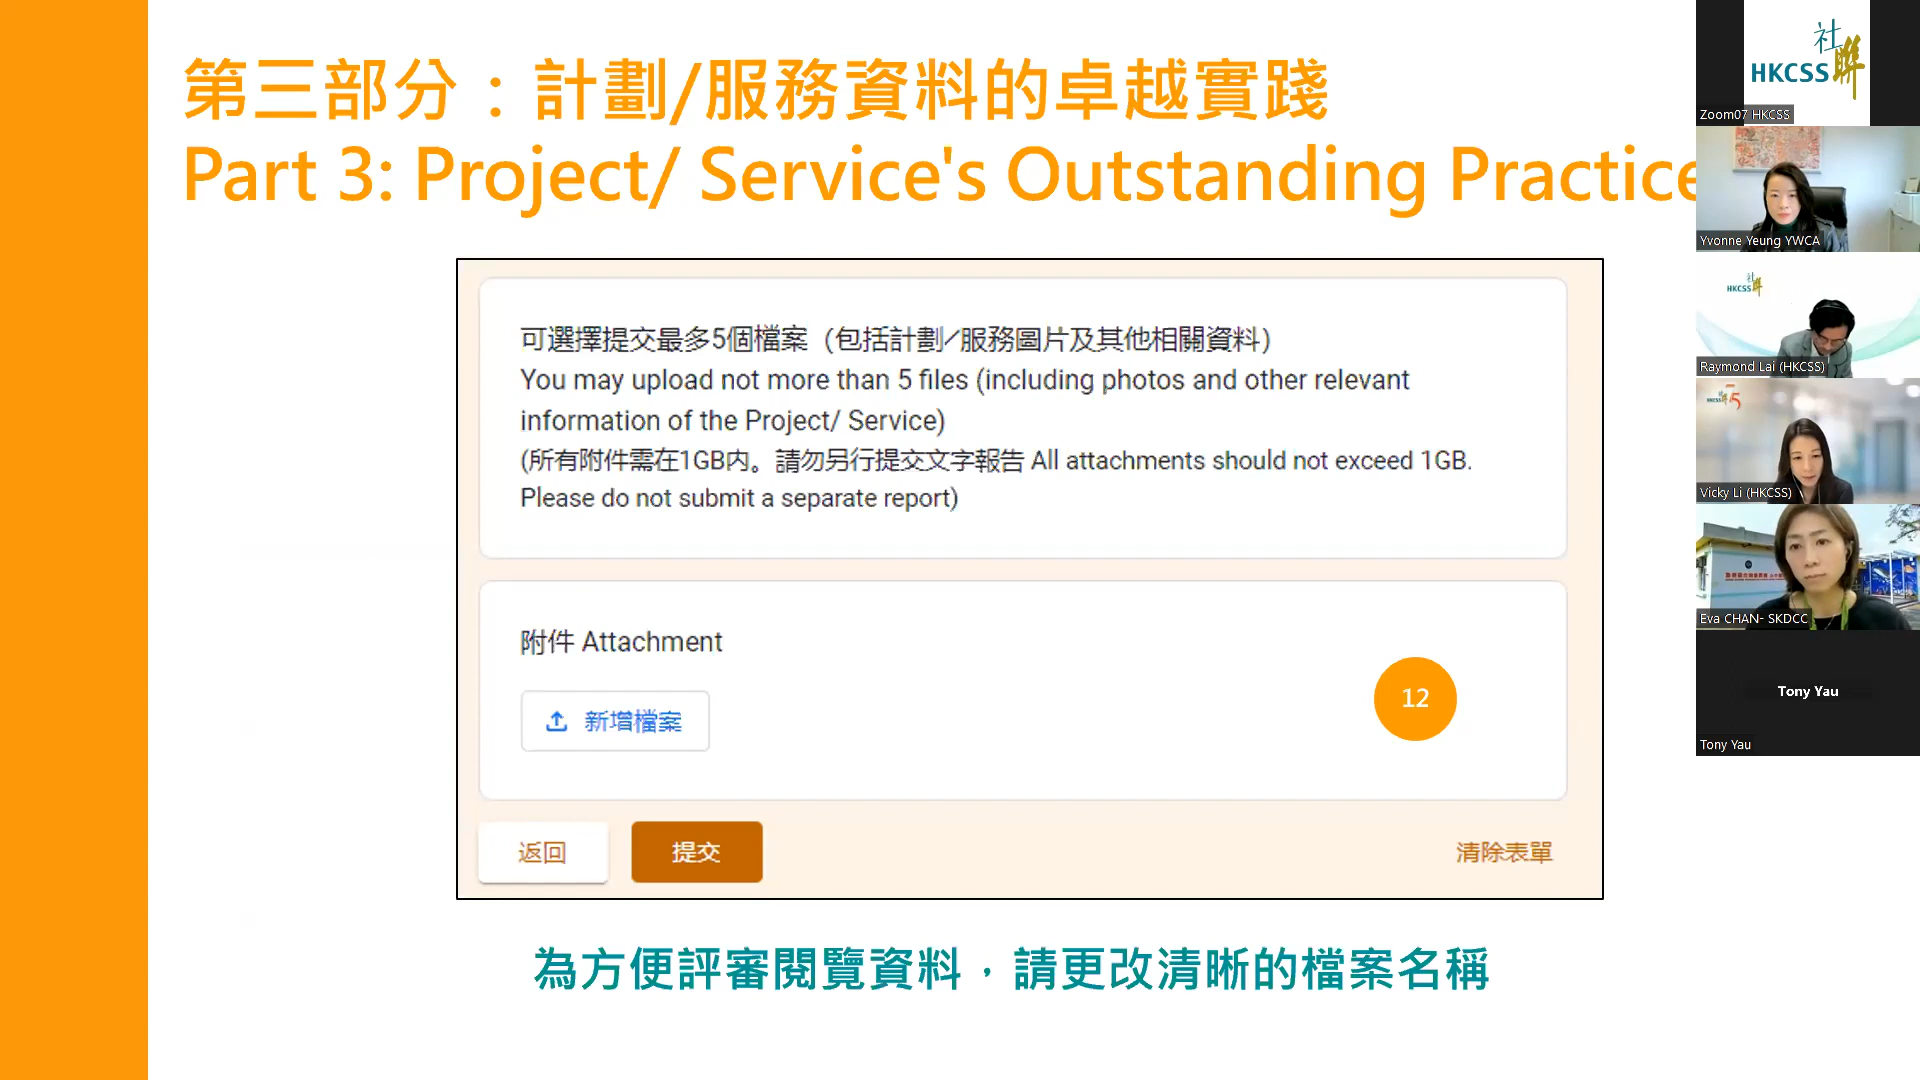 第三部分：計劃/服務資料的卓越實踐
Part 3: Project/ Service's Outstanding Practice
可選擇提交最多5個檔案（包括計劃/服務圖片及其他相關資料）
You may upload not more than 5 files (including photos and other relevant
information of the Project/ Service)
(所有附件需在1GB內。請勿另行提交文字報告 All attachments should not exceed 1GB.
Please do not submit a separate report)
附件 Attachment
新增檔案
12
返回
提交
清除表單
為方便評審閱覽資料，請更改清晰的檔案名稱
社聯
HKCSS
Zoom07 HKCSS
Yvonne Yeung YWCA
社聯
HKCSS
Raymond Lai (HKCSS)
Vicky Li (HKCSS)
Eva CHAN- SKDCC
Tony Yau
Tony Yau